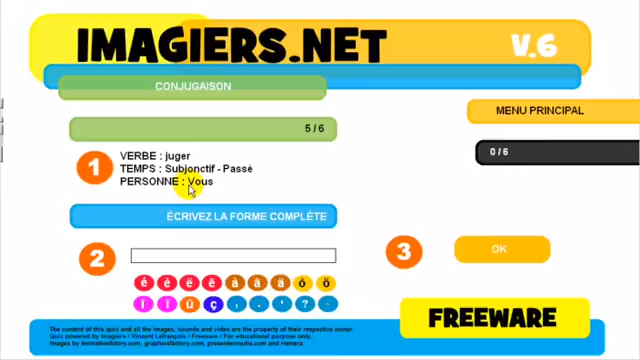 IMAGIERS.NET
V.6
CONJUGAISON
MENU PRINCIPAL
5 / 6
0 / 6
1
VERBE : juger
TEMPS : Subjonctif - Passé
PERSONNE : Vous
ÉCRIVEZ LA FORME COMPLÈTE
2
3
OK
é è ê ë à â ä ô ö
î ï û ç , . ' ? -
FREEWARE
The content of this quiz and all the images, sounds and video are the property of their respective owner.
Quiz powered by Imagiers / Vincent Lefrançois / Freeware / For educational purpose only.
Images by Animationfactory.com, graphicsfactory.com, presentermedia.com and Hemera.